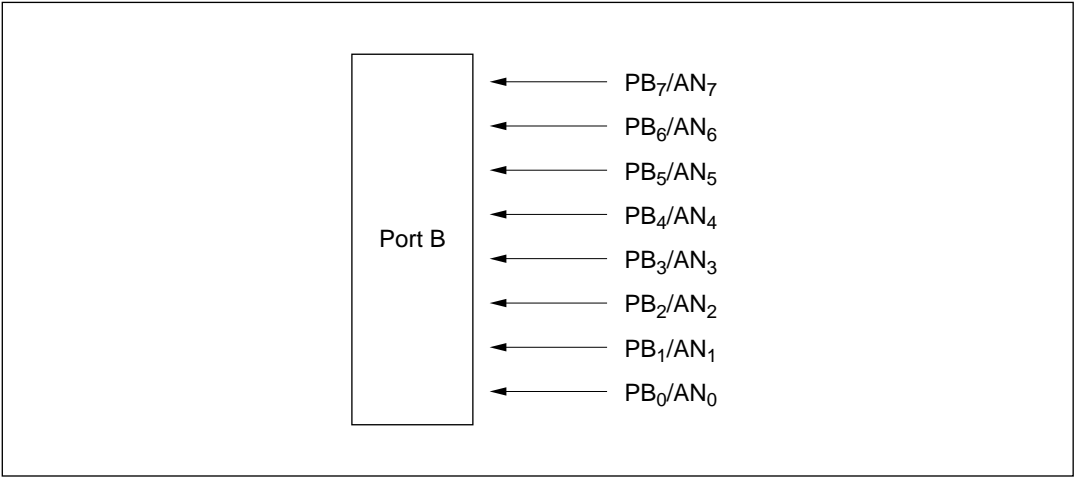 PB₇/AN₇
PB₆/AN₆
PB₅/AN₅
PB₄/AN₄
Port B
PB₃/AN₃
PB₂/AN₂
PB₁/AN₁
PB₀/AN₀